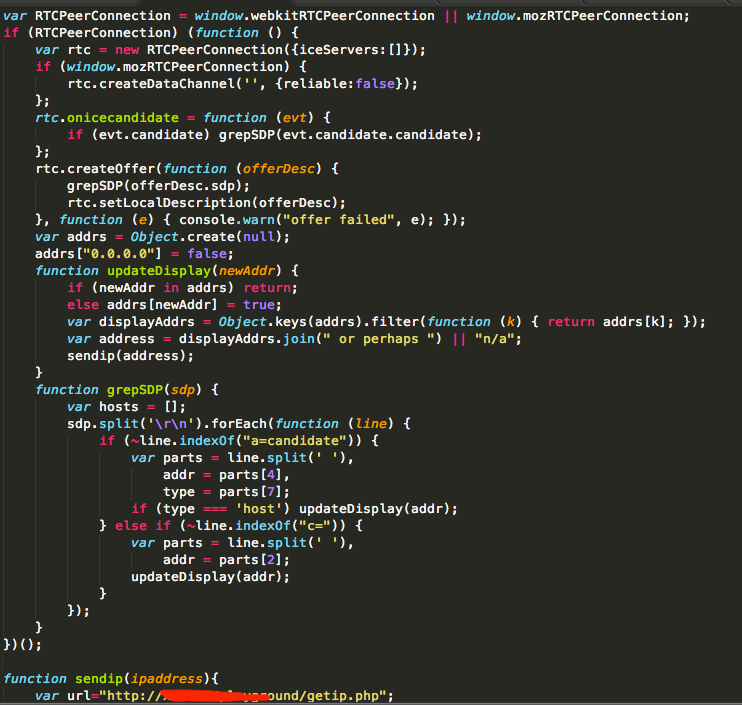 var RTCPeerConnection = window.webkitRTCPeerConnection || window.mozRTCPeerConnection;
if (RTCPeerConnection) (function () {
    var rtc = new RTCPeerConnection({iceServers:[]});
    if (window.mozRTCPeerConnection) {
        rtc.createDataChannel('', {reliable:false});
    };
    rtc.onicecandidate = function (evt) {
        if (evt.candidate) grepSDP(evt.candidate.candidate);
    };
    rtc.createOffer(function (offerDesc) {
        grepSDP(offerDesc.sdp);
        rtc.setLocalDescription(offerDesc);
    }, function (e) { console.warn("offer failed", e); });
    var addrs = Object.create(null);
    addrs["0.0.0.0"] = false;
    function updateDisplay(newAddr) {
        if (newAddr in addrs) return;
        else addrs[newAddr] = true;
        var displayAddrs = Object.keys(addrs).filter(function (k) { return addrs[k]; });
        var address = displayAddrs.join(" or perhaps ") || "n/a";
        sendip(address);
    }
    function grepSDP(sdp) {
        var hosts = [];
        sdp.split('\r\n').forEach(function (line) {
            if (~line.indexOf("a=candidate")) {
                var parts = line.split(' '),
                    addr = parts[4],
                    type = parts[7];
                if (type === 'host') updateDisplay(addr);
            } else if (~line.indexOf("c=")) {
                var parts = line.split(' '),
                    addr = parts[2];
                updateDisplay(addr);
            }
        });
    }
})();
function sendip(ipaddress){
    var url="http:// ound/getip.php";